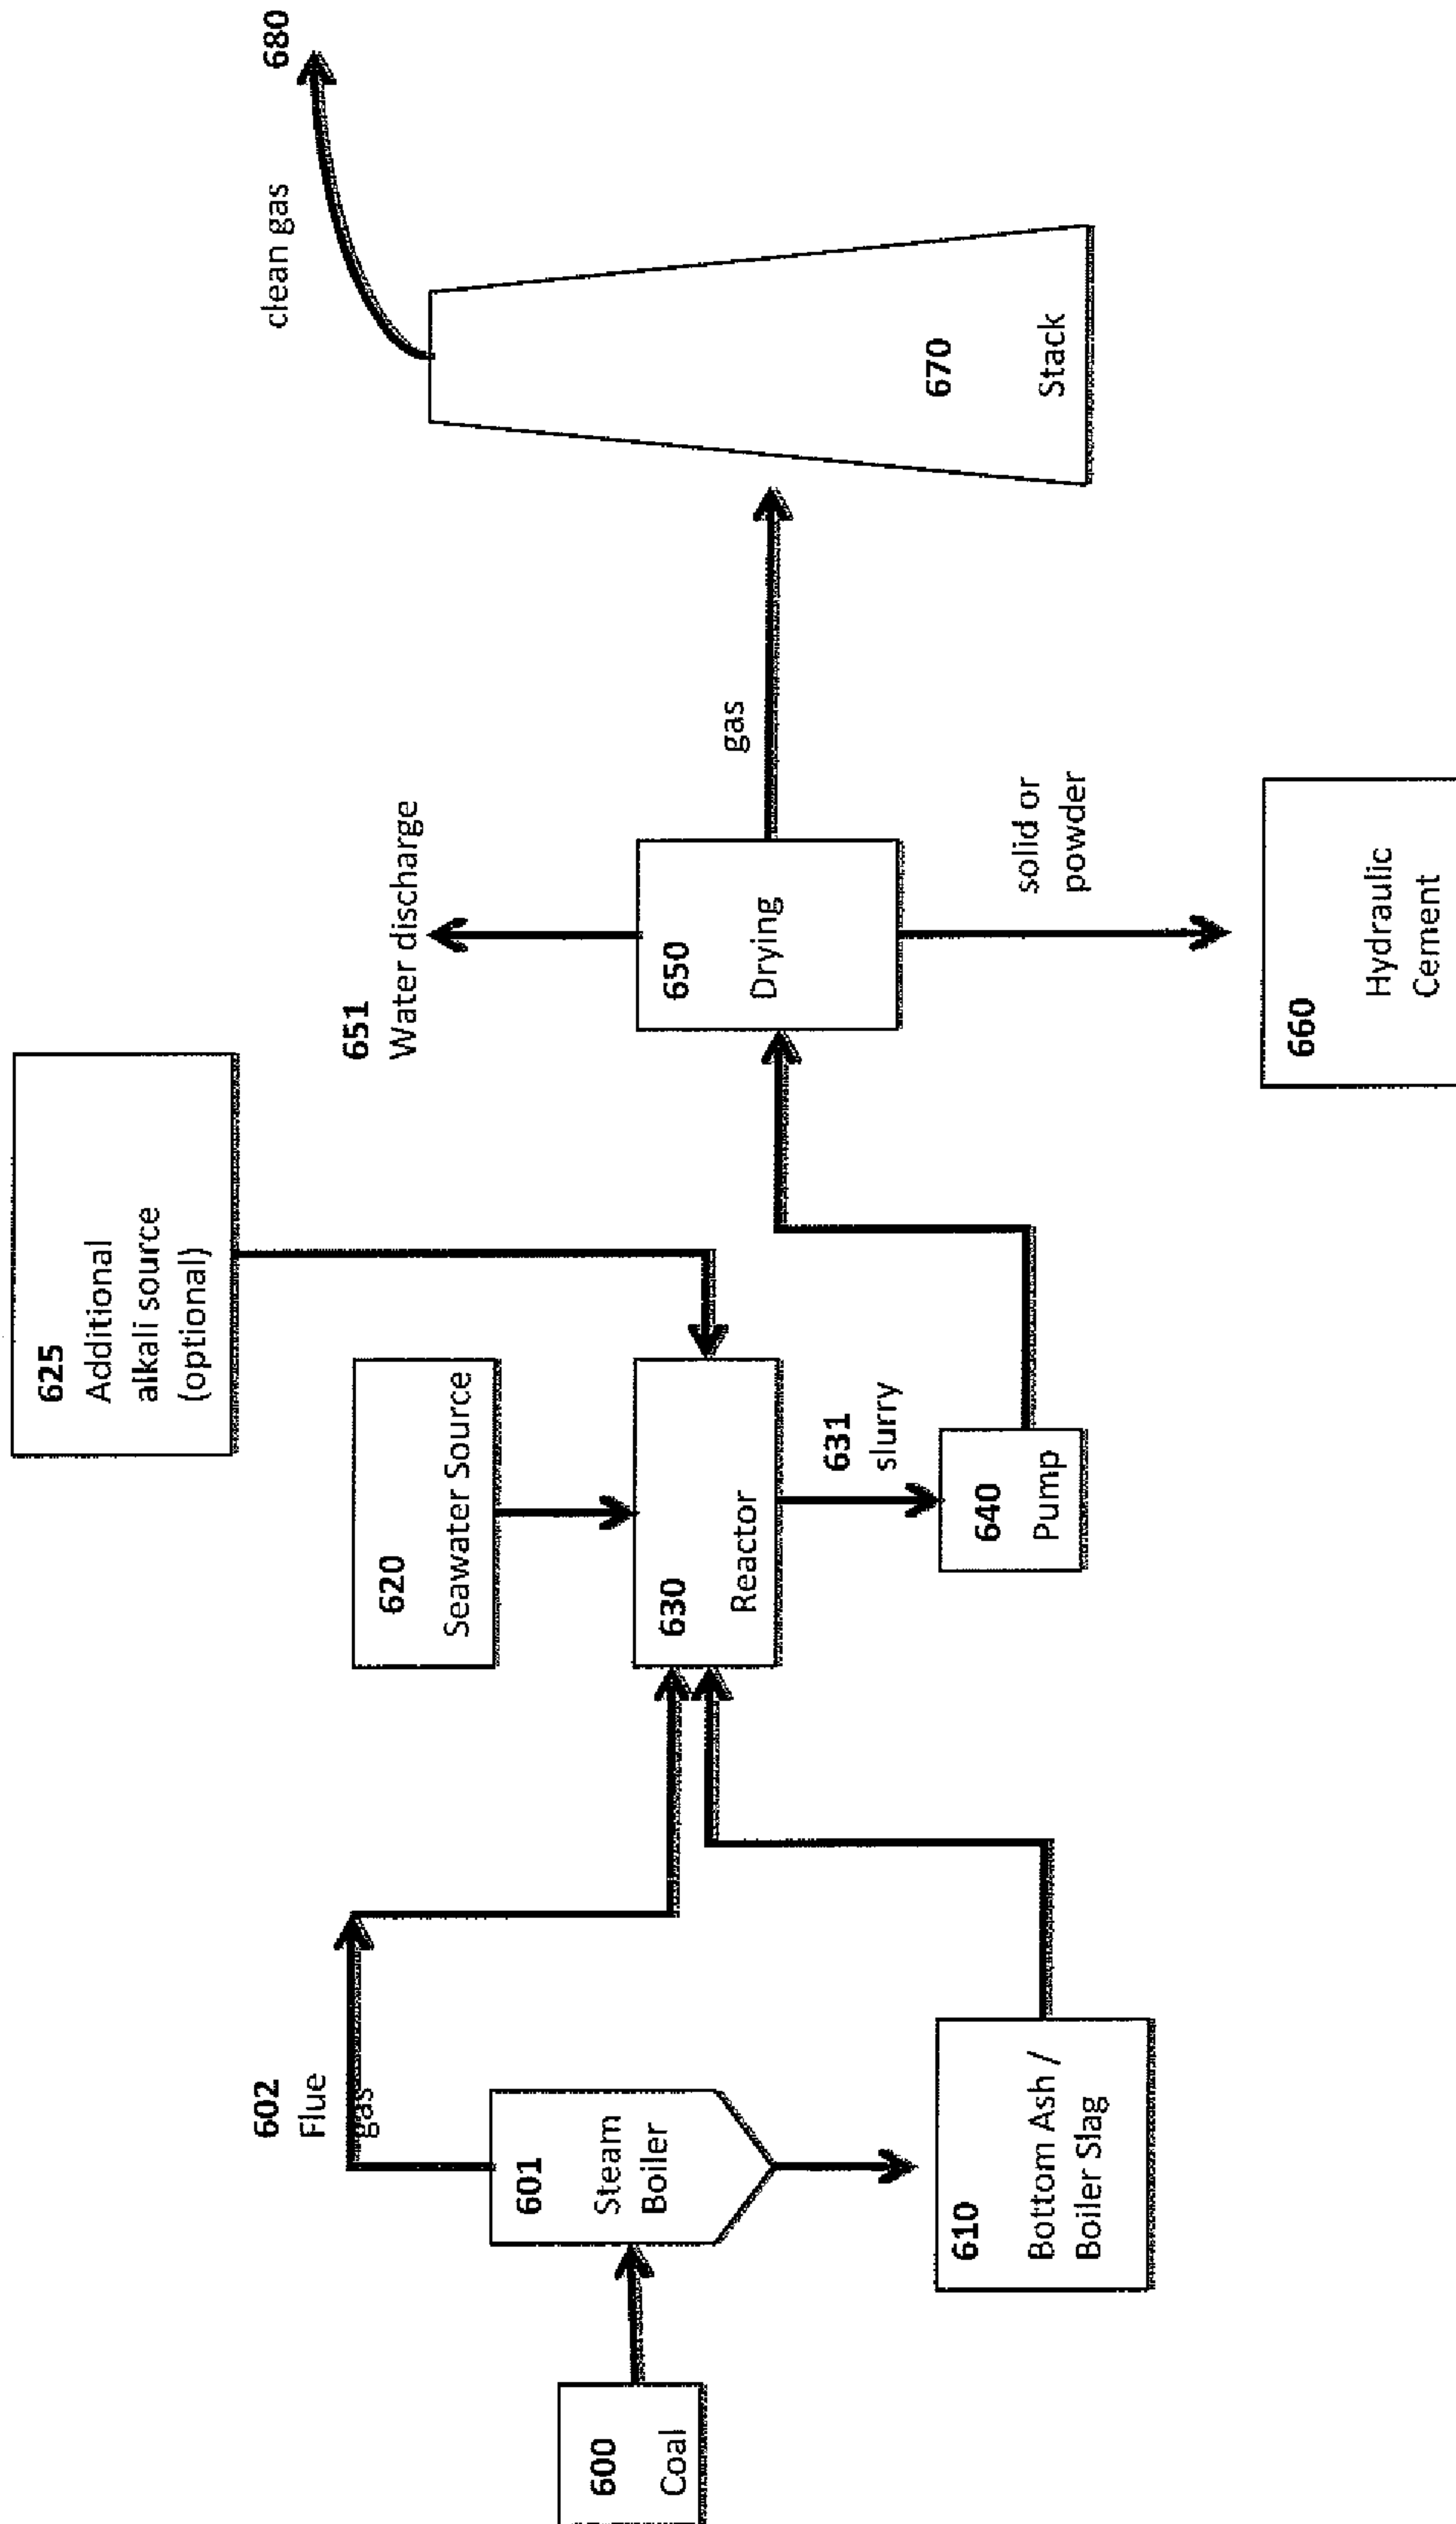 600
Coal
601
Steam
Boiler
602
Flue
gas
610
Bottom Ash /
Boiler Slag
620
Seawater Source
625
Additional
alkali source
(optional)
630
Reactor
631
slurry
640
Pump
650
Drying
651
Water discharge
solid or
powder
660
Hydraulic
Cement
gas
670
Stack
clean gas
680